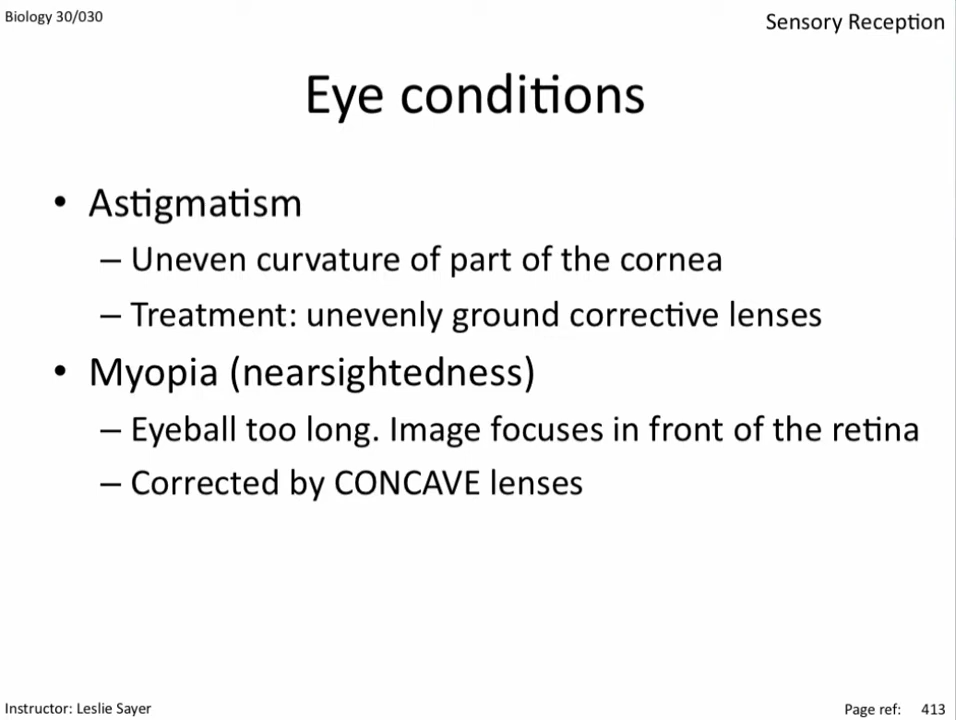 Biology 30/030
Sensory Reception
Eye conditions
• Astigmatism
– Uneven curvature of part of the cornea
– Treatment: unevenly ground corrective lenses
• Myopia (nearsightedness)
– Eyeball too long. Image focuses in front of the retina
– Corrected by CONCAVE lenses
Instructor: Leslie Sayer
Page ref: 413